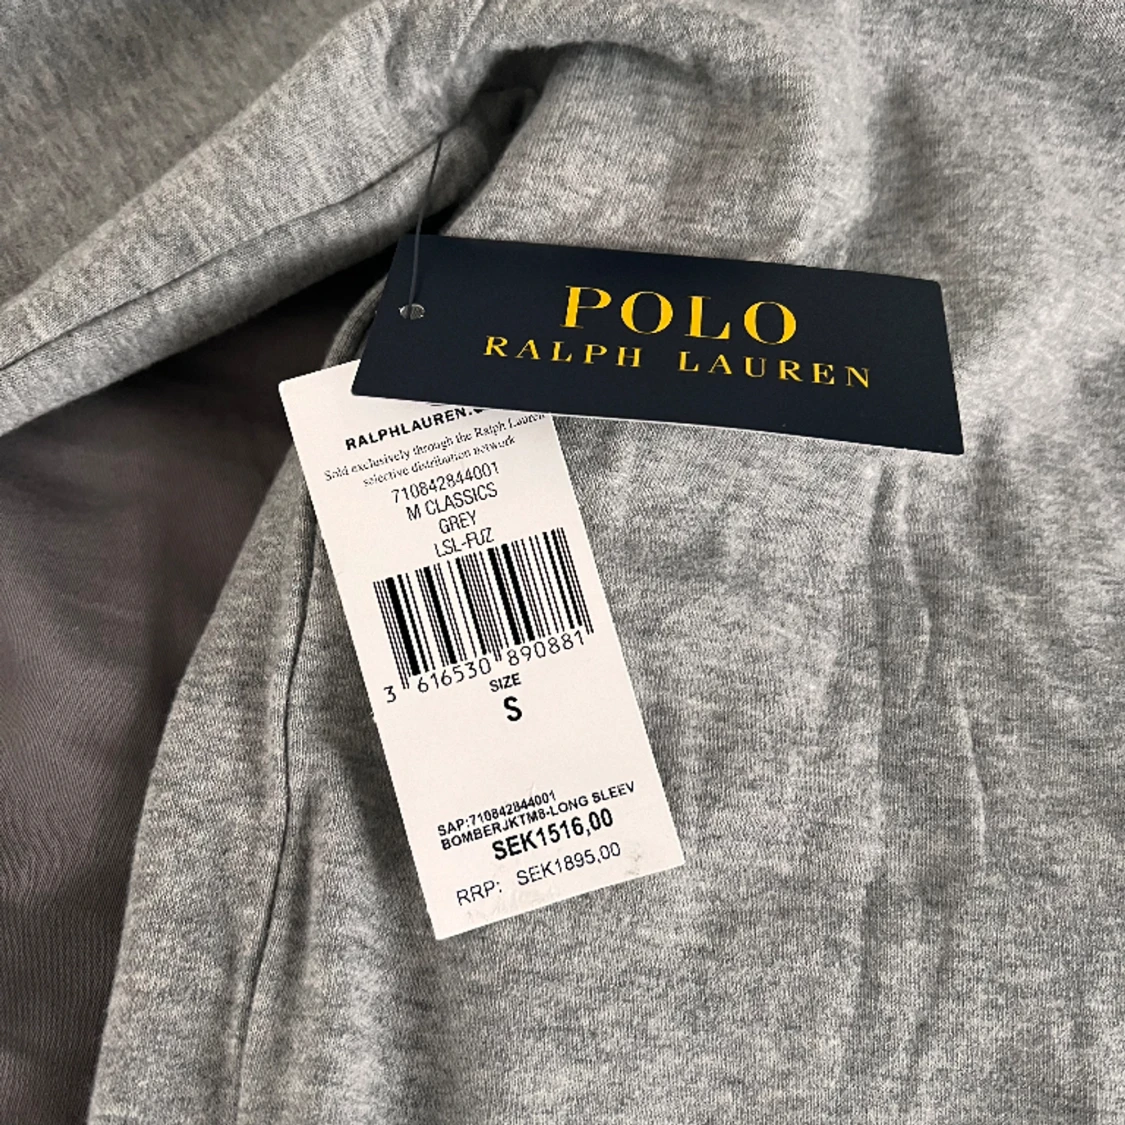 POLO
RALPH LAUREN
RALPHLAUREN.
Sold exclusively through the Ralph Lauren
selective distribution network
710842844001
M CLASSICS
GREY
LSL-FUZ
3 616530 890881
SIZE
S
SAP:710842844001
BOMBERJKTM8-LONG SLEEV
SEK1516,00
RRP: SEK1895,00